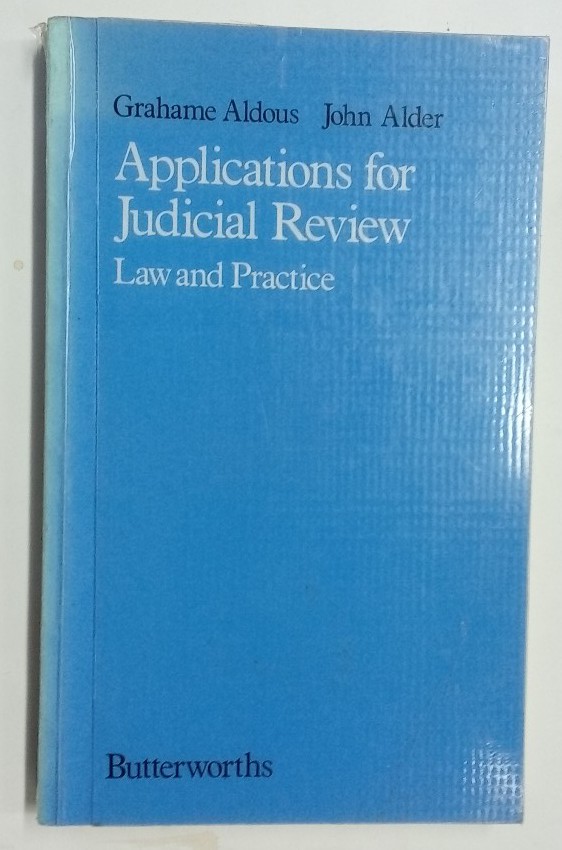 Grahame Aldous John Alder
Applications for
Judicial Review
Law and Practice
Butterworths